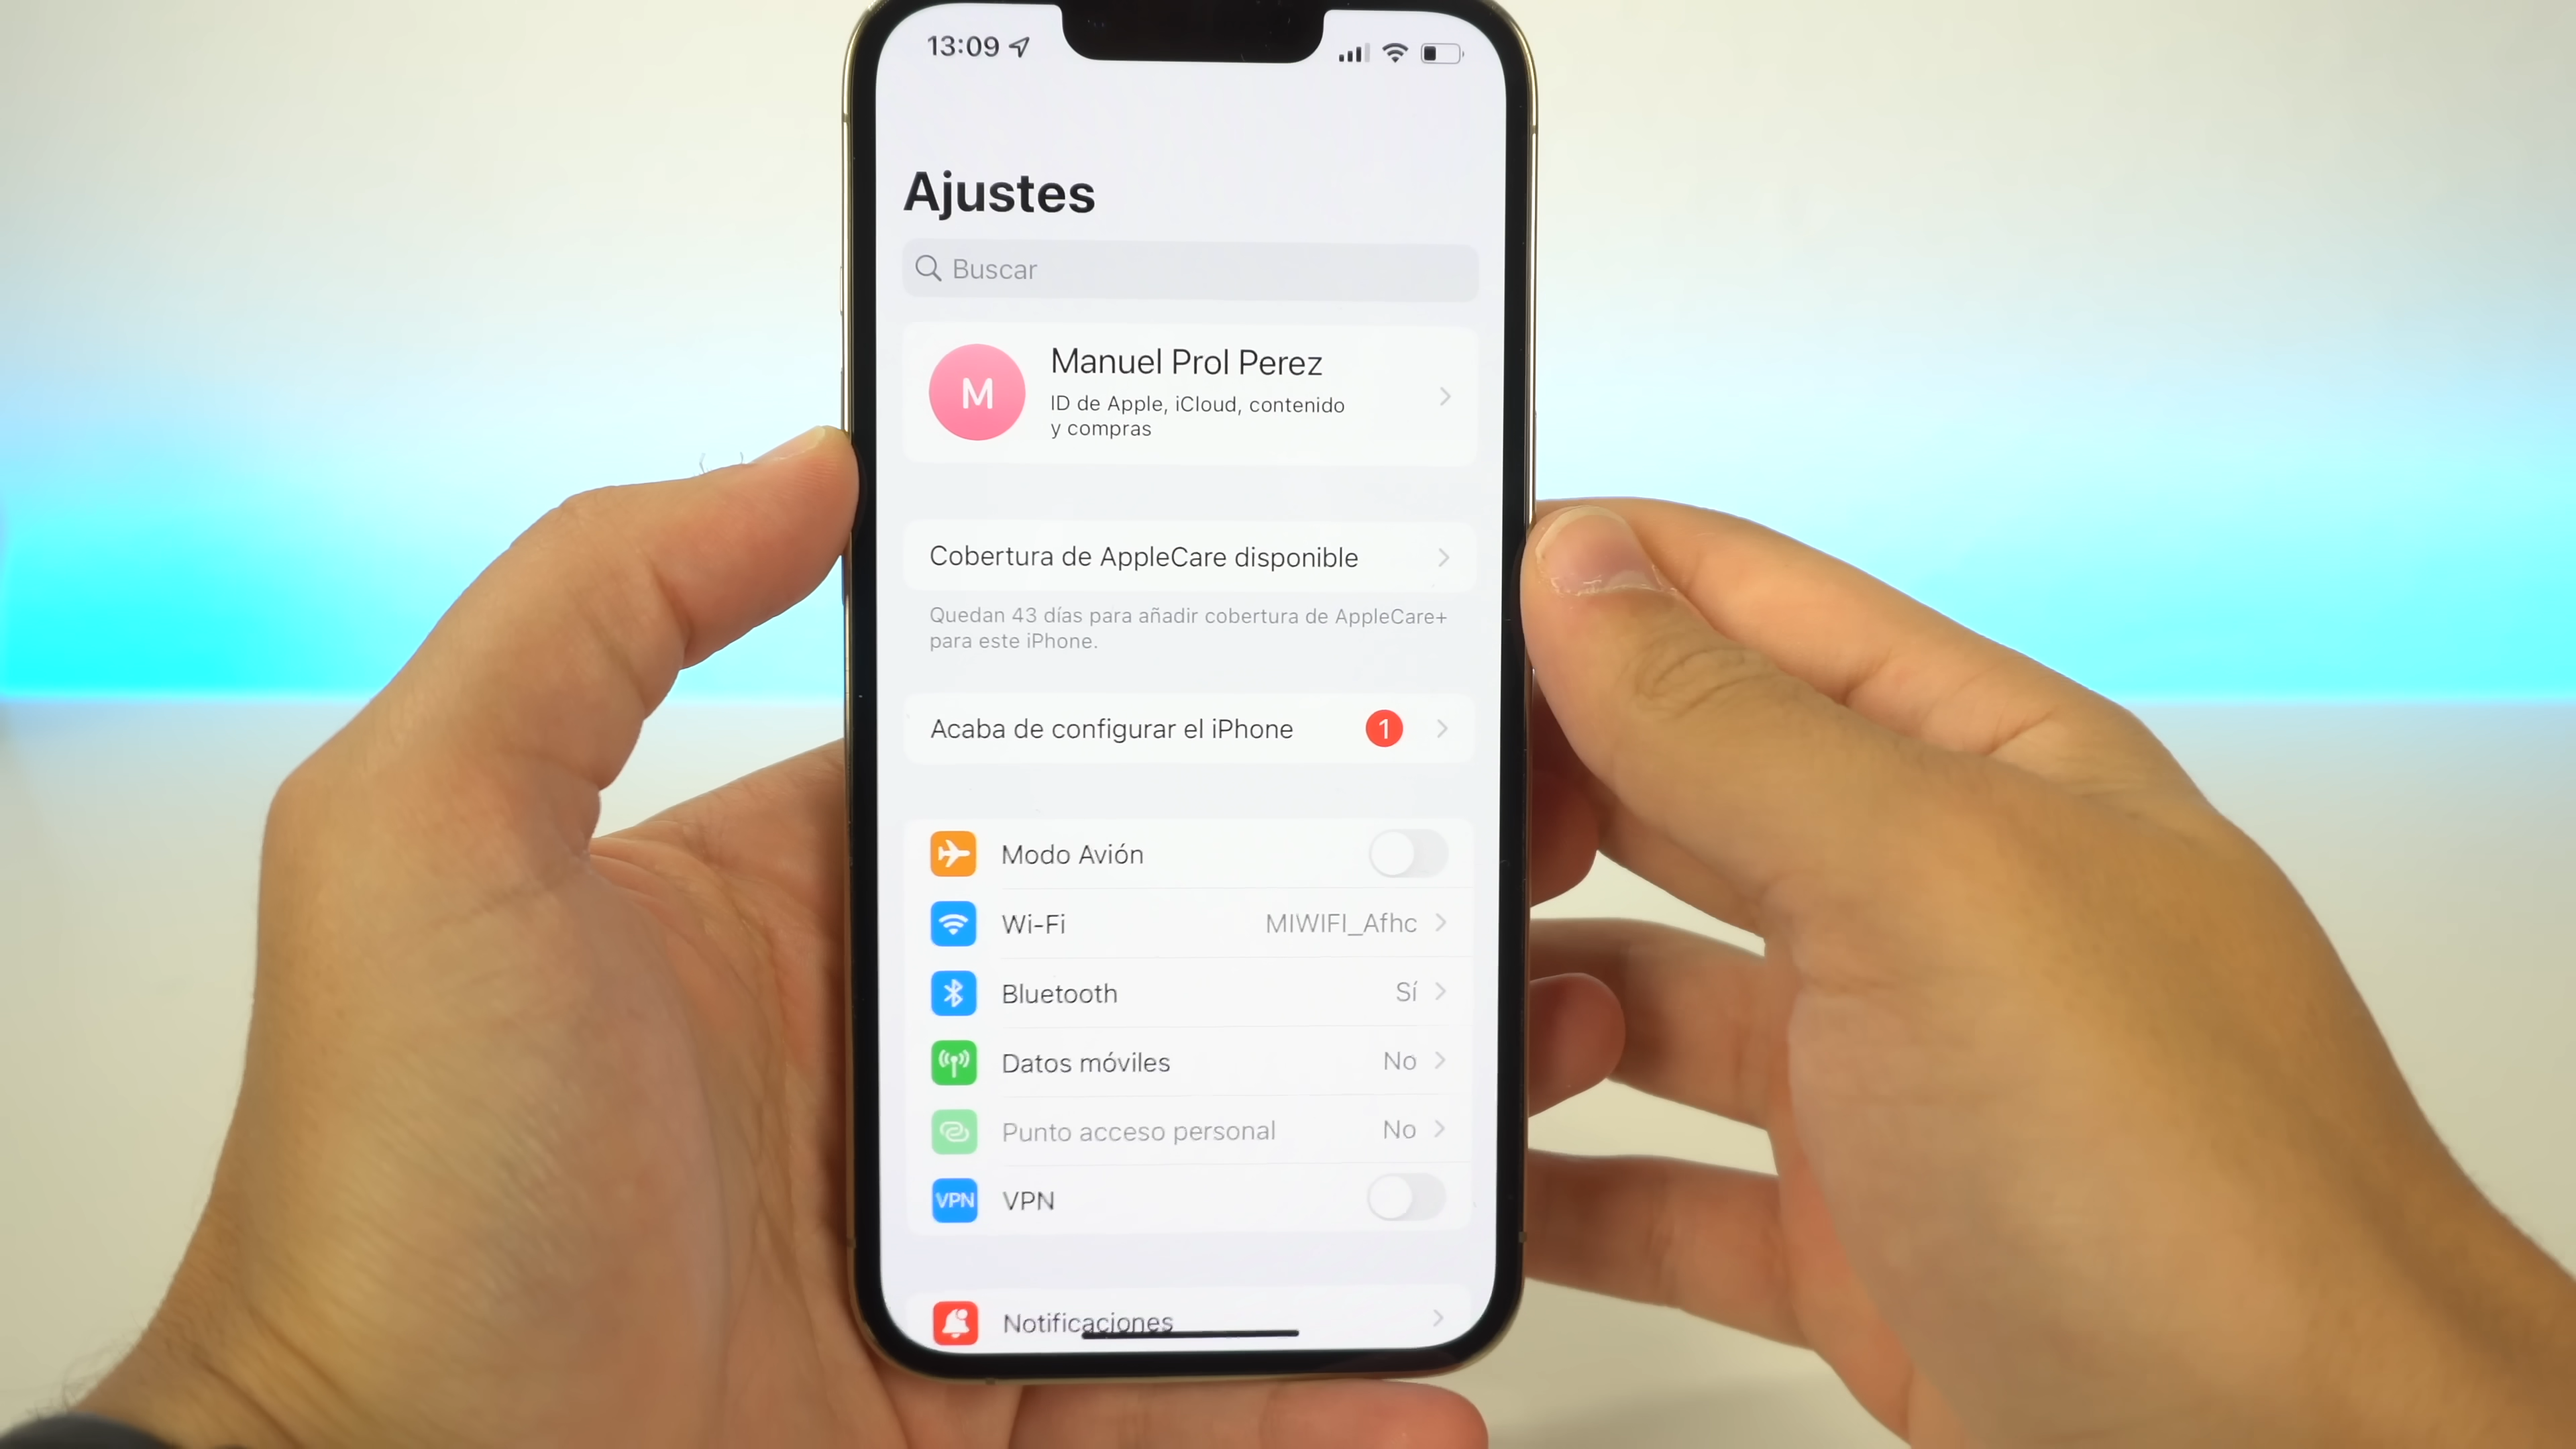 13:09
Ajustes
Buscar
M
Manuel Prol Perez
ID de Apple, iCloud, contenido
y compras
Cobertura de AppleCare disponible
Quedan 43 días para añadir cobertura de AppleCare+
para este iPhone.
Acaba de configurar el iPhone 1
Modo Avión
Wi-Fi MIWIFI_Afhc
Bluetooth Sí
Datos móviles No
Punto acceso personal No
VPN VPN
Notificaciones